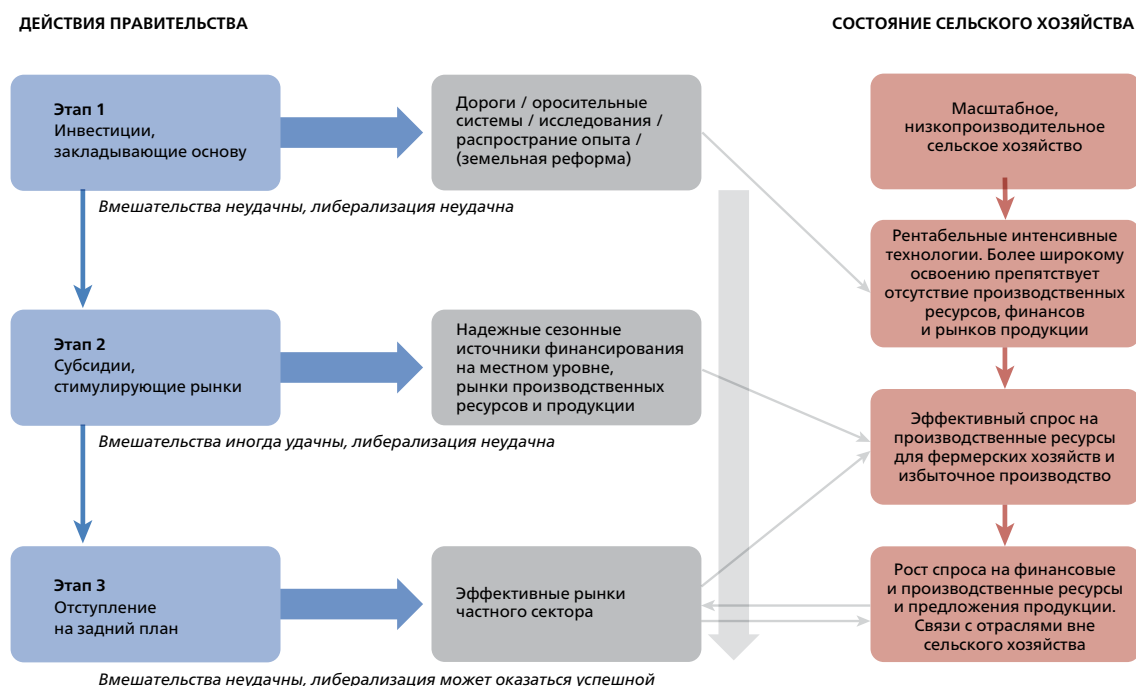 ДЕЙСТВИЯ ПРАВИТЕЛЬСТВА
СОСТОЯНИЕ СЕЛЬСКОГО ХОЗЯЙСТВА
Этап 1
Инвестиции,
закладывающие основу
Дороги / оросительные
системы / исследования /
распространие опыта /
(земельная реформа)
Масштабное,
низкопроизводительное
сельское хозяйство
Вмешательства неудачны, либерализация неудачна
Рентабельные интенсивные
технологии. Более широкому
освоению препятствует
отсутствие производственных
ресурсов, финансов
и рынков продукции
Этап 2
Субсидии,
стимулирующие рынки
Надежные сезонные
источники финансирования
на местном уровне,
рынки производственных
ресурсов и продукции
Эффективный спрос на
производственные ресурсы
для фермерских хозяйств и
избыточное производство
Вмешательства иногда удачны, либерализация неудачна
Этап 3
Отступление
на задний план
Эффективные рынки
частного сектора
Рост спроса на финансовые
и производственные ресурсы
и предложения продукции.
Связи с отраслями вне
сельского хозяйства
Вмешательства неудачны, либерализация может оказаться успешной